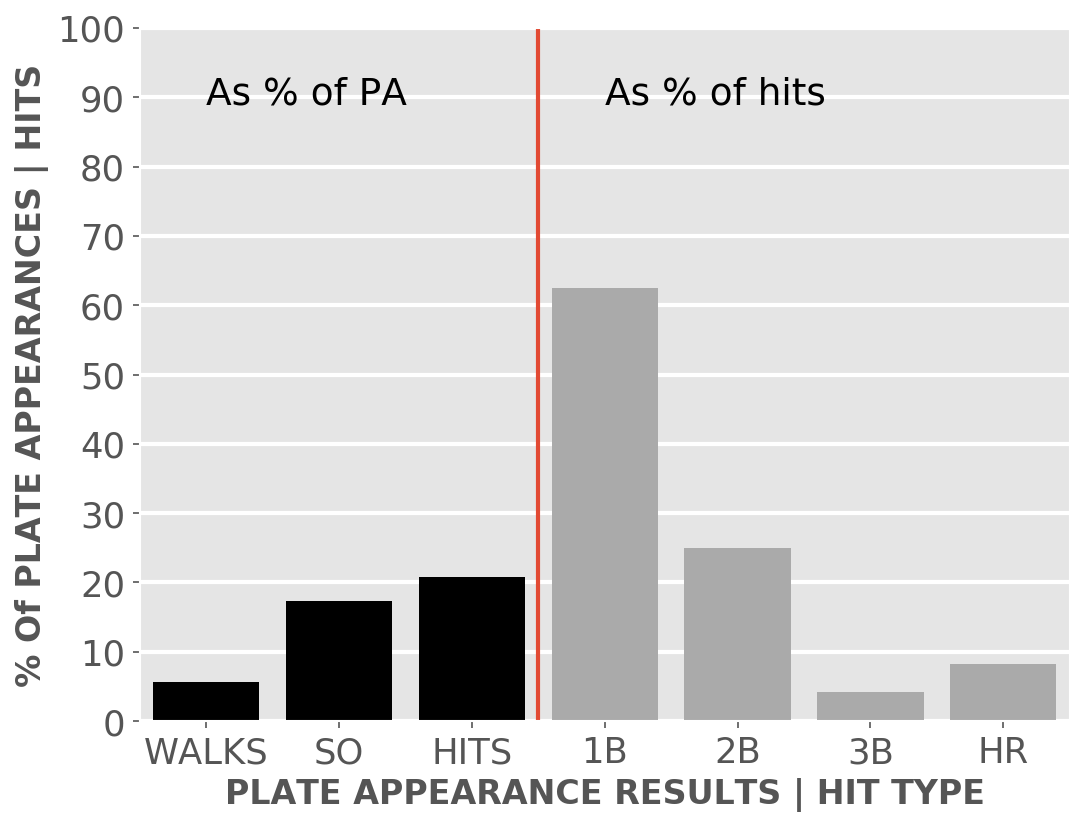 % Of PLATE APPEARANCES | HITS
100
90
80
70
60
50
40
30
20
10
0
As % of PA
As % of hits
WALKS SO HITS 1B 2B 3B HR
PLATE APPEARANCE RESULTS | HIT TYPE